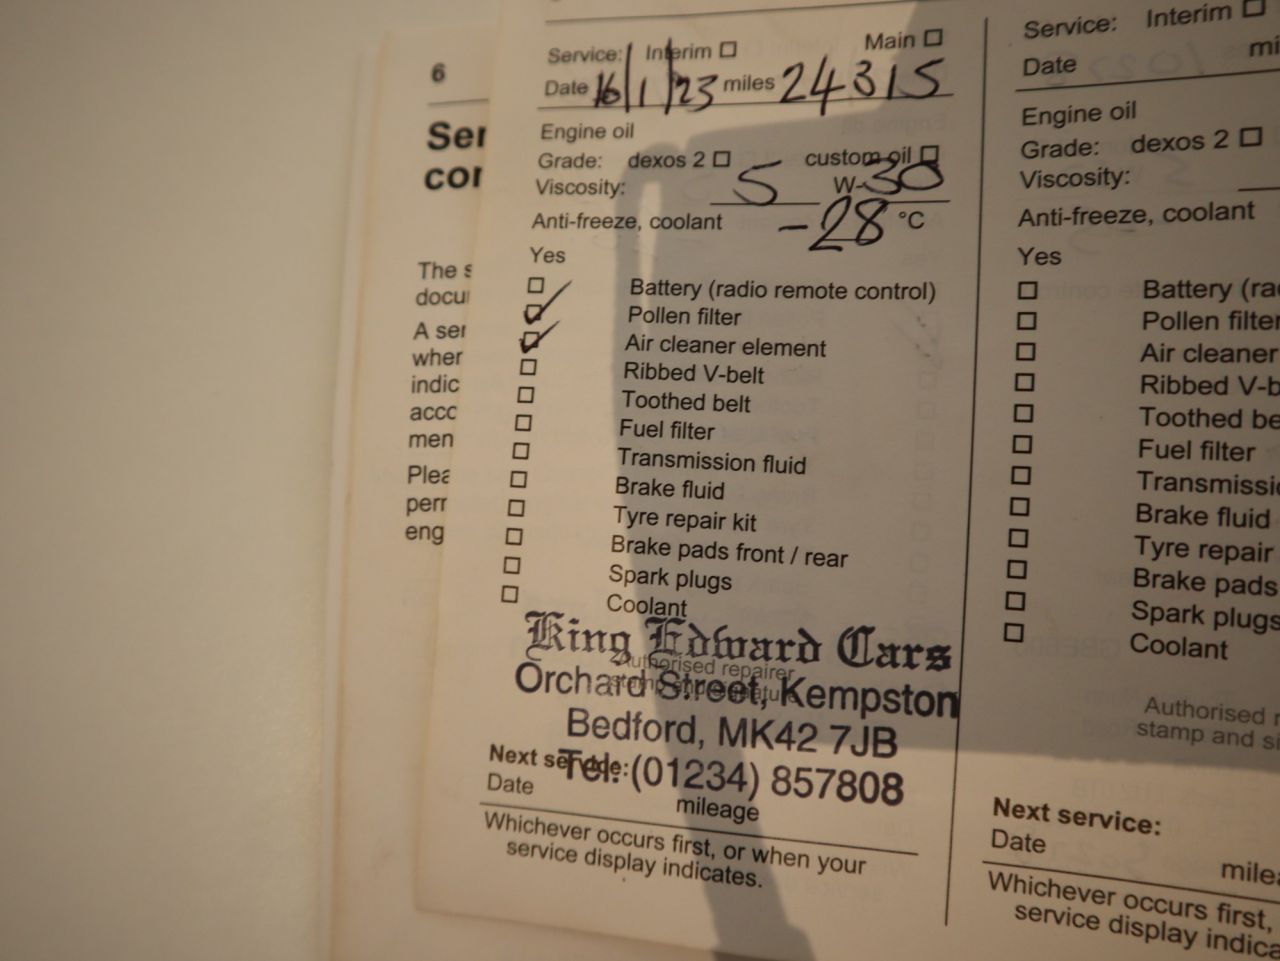 6
Ser
cor
The s
docu
A ser
wher
indic
acco
men
Plea
perr
eng
Service: Interim □ Main □
Date 16/1/23 miles 24315
Engine oil
Grade: dexos 2 □ custom oil □
Viscosity: 5 W-30
Anti-freeze, coolant -28 °C
Yes
□ Battery (radio remote control)
☑ Pollen filter
☑ Air cleaner element
□ Ribbed V-belt
□ Toothed belt
□ Fuel filter
□ Transmission fluid
□ Brake fluid
□ Tyre repair kit
□ Brake pads front / rear
□ Spark plugs
□ Coolant
King Edward Cars
Authorised repairer
stamp and signature
Orchard Street, Kempston
Bedford, MK42 7JB
Next service:
Tel: (01234) 857808
Date mileage
Whichever occurs first, or when your
service display indicates.
Service: Interim □
Date mi
Engine oil
Grade: dexos 2 □
Viscosity:
Anti-freeze, coolant
Yes
□ Battery (ra
□ Pollen filter
□ Air cleaner
□ Ribbed V-b
□ Toothed be
□ Fuel filter
□ Transmissi
□ Brake fluid
□ Tyre repair
□ Brake pads
□ Spark plugs
□ Coolant
Authorised r
stamp and si
Next service:
Date milea
Whichever occurs first,
service display indica